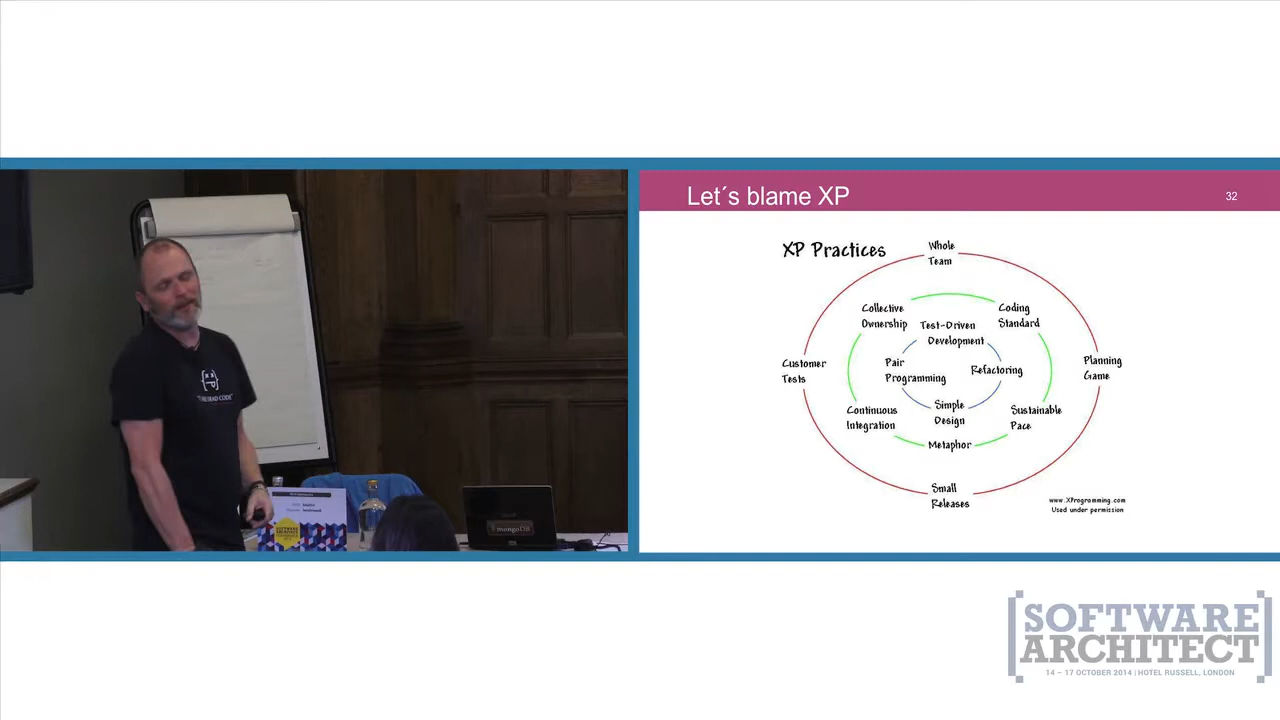 Let´s blame XP
32
XP Practices
Whole
Team
Collective
Ownership
Coding
Standard
Test-Driven
Development
Customer
Tests
Pair
Programming
Refactoring
Planning
Game
Simple
Design
Continuous
Integration
Sustainable
Pace
Metaphor
Small
Releases
www.XProgramming.com
Used under permission
mongoDB
SOFTWARE
ARCHITECT
14 – 17 OCTOBER 2014 | HOTEL RUSSELL, LONDON